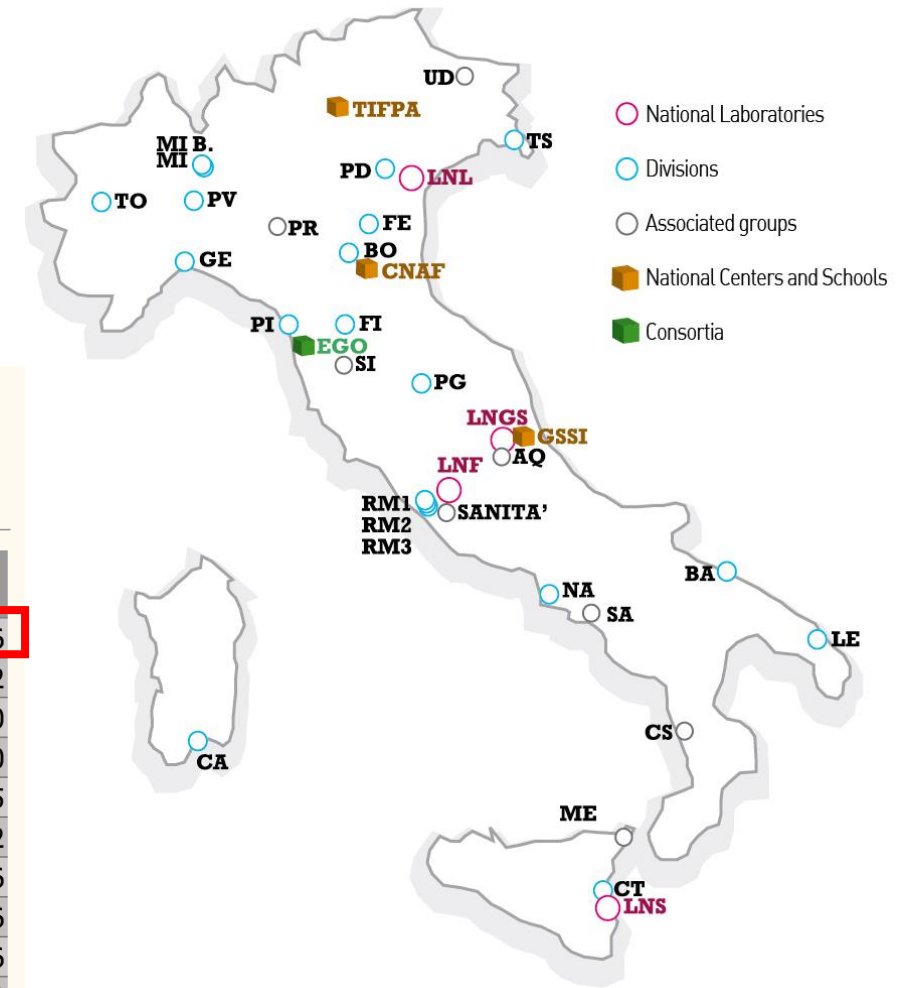 UD
TIFPA
TS
MI B.
MI
PD
LNL
TO
PV
PR
FE
BO
CNAF
GE
PI
FI
EGO
SI
PG
LNGS
GSSI
AQ
LNF
RM1
SANITA’
RM2
RM3
BA
NA
SA
LE
CS
CA
ME
CT
LNS
National Laboratories
Divisions
Associated groups
National Centers and Schools
Consortia